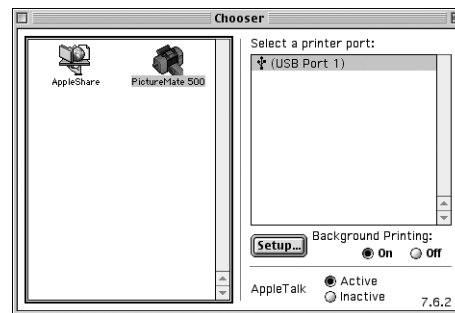 Chooser
AppleShare
PictureMate 500
Select a printer port:
(USB Port 1)
Setup...
Background Printing:
On
Off
AppleTalk
Active
Inactive
7.6.2